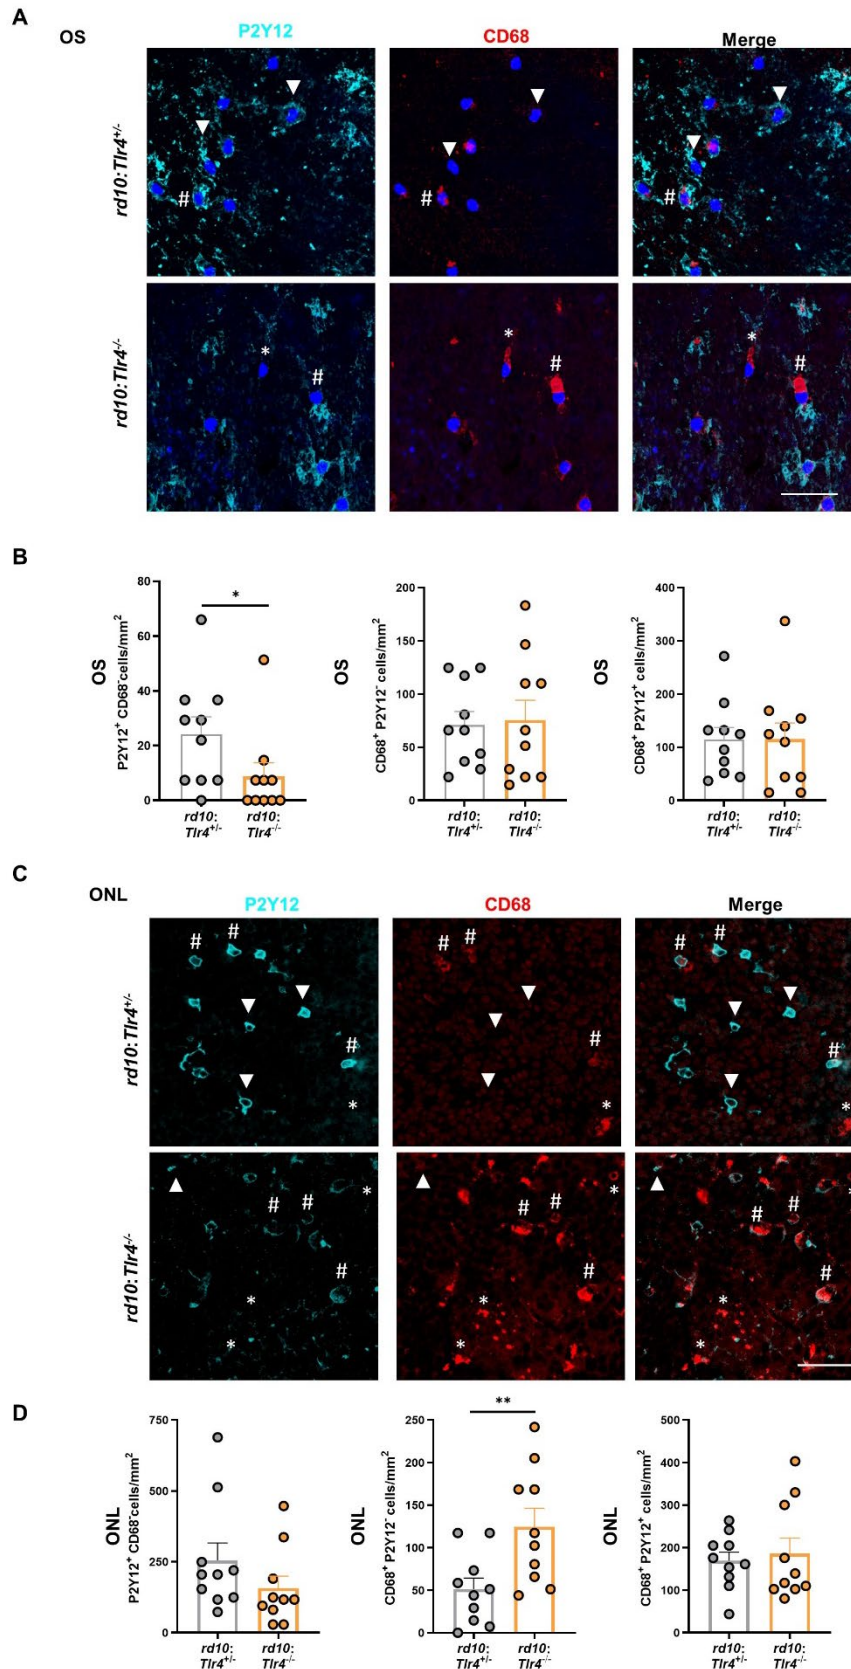 A
OS
P2Y12
CD68
Merge
rd10:Tlr4+/-
#
#
#
rd10:Tlr4-/-
*
#
*
#
*
#
B
OS
P2Y12+ CD68-cells/mm2
80
60
40
20
0
*
rd10:
Tlr4+/-
rd10:
Tlr4-/-
OS
CD68+ P2Y12- cells/mm2
200
150
100
50
0
rd10:
Tlr4+/-
rd10:
Tlr4-/-
OS
CD68+ P2Y12+ cells/mm2
400
300
200
100
0
rd10:
Tlr4+/-
rd10:
Tlr4-/-
C
ONL
P2Y12
CD68
Merge
rd10:Tlr4+/-
# #
#
*
# #
#
*
# #
#
*
rd10:Tlr4-/-
*
# #
#
*
*
*
# #
#
*
*
*
# #
#
*
*
D
ONL
P2Y12+ CD68-cells/mm2
750
500
250
0
rd10:
Tlr4+/-
rd10:
Tlr4-/-
ONL
CD68+ P2Y12- cells/mm2
250
200
150
100
50
0
**
rd10:
Tlr4+/-
rd10:
Tlr4-/-
ONL
CD68+ P2Y12+ cells/mm2
500
400
300
200
100
0
rd10:
Tlr4+/-
rd10:
Tlr4-/-